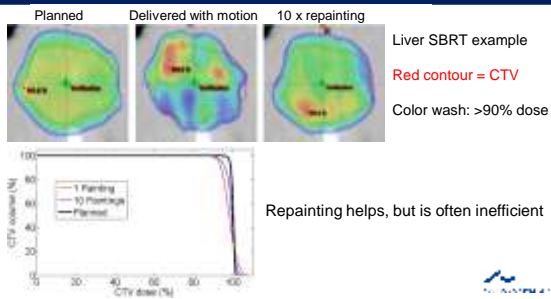 Planned
Delivered with motion
10 x repainting
Liver SBRT example
Red contour = CTV
Color wash: >90% dose
CTV volume (%)
100
80
60
40
20
0
1 Painting
10 Paintings
Planned
0 20 40 60 80 100
CTV dose (%)
Repainting helps, but is often inefficient